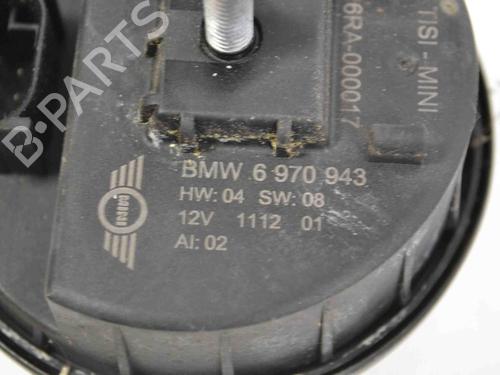 TISI - MINI
6RA-000017
BMW 6 970 943
HW: 04 SW: 08
12V 1112 01
AI: 02
B-PARTS